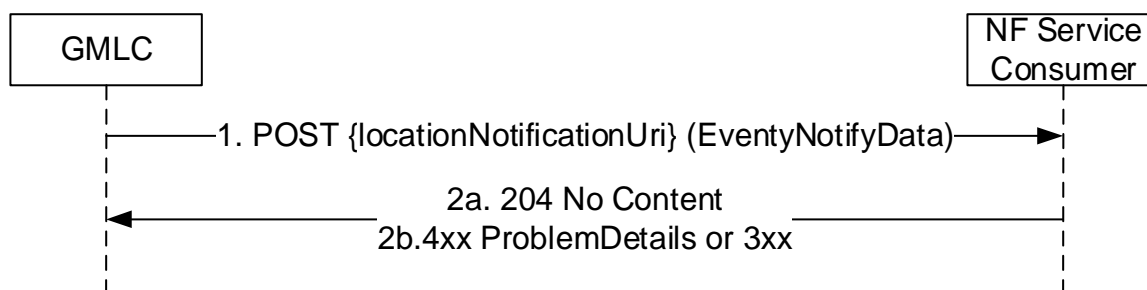 GMLC
NF Service
Consumer
1. POST {locationNotificationUri} (EventyNotifyData)
2a. 204 No Content
2b.4xx ProblemDetails or 3xx